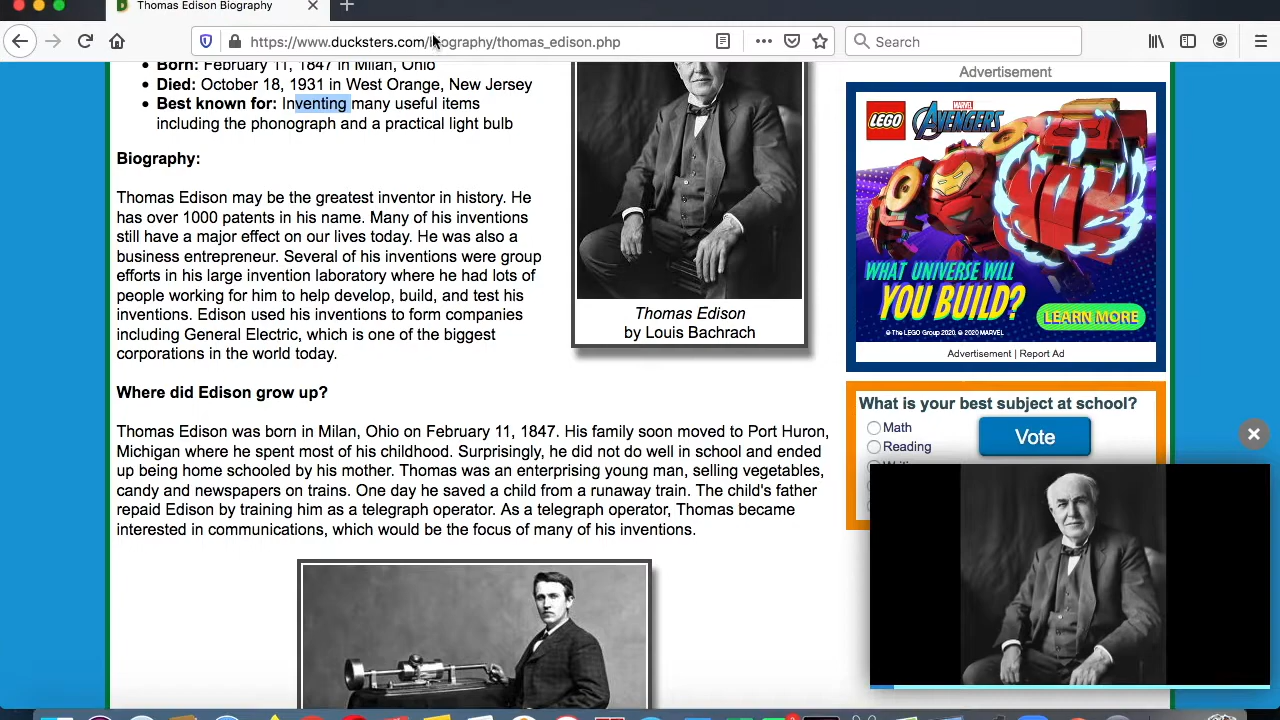 Thomas Edison Biography
https://www.ducksters.com/biography/thomas_edison.php
Search
Born: February 11, 1847 in Milan, Ohio
Died: October 18, 1931 in West Orange, New Jersey
Best known for: Inventing many useful items
including the phonograph and a practical light bulb
Biography:
Thomas Edison may be the greatest inventor in history. He
has over 1000 patents in his name. Many of his inventions
still have a major effect on our lives today. He was also a
business entrepreneur. Several of his inventions were group
efforts in his large invention laboratory where he had lots of
people working for him to help develop, build, and test his
inventions. Edison used his inventions to form companies
including General Electric, which is one of the biggest
corporations in the world today.
Thomas Edison
by Louis Bachrach
Where did Edison grow up?
Thomas Edison was born in Milan, Ohio on February 11, 1847. His family soon moved to Port Huron,
Michigan where he spent most of his childhood. Surprisingly, he did not do well in school and ended
up being home schooled by his mother. Thomas was an enterprising young man, selling vegetables,
candy and newspapers on trains. One day he saved a child from a runaway train. The child's father
repaid Edison by training him as a telegraph operator. As a telegraph operator, Thomas became
interested in communications, which would be the focus of many of his inventions.
Advertisement
LEGO
MARVEL
AVENGERS
WHAT UNIVERSE WILL
YOU BUILD?
LEARN MORE
© The LEGO Group 2020, © 2020 MARVEL
Advertisement | Report Ad
What is your best subject at school?
Math
Reading
Vote